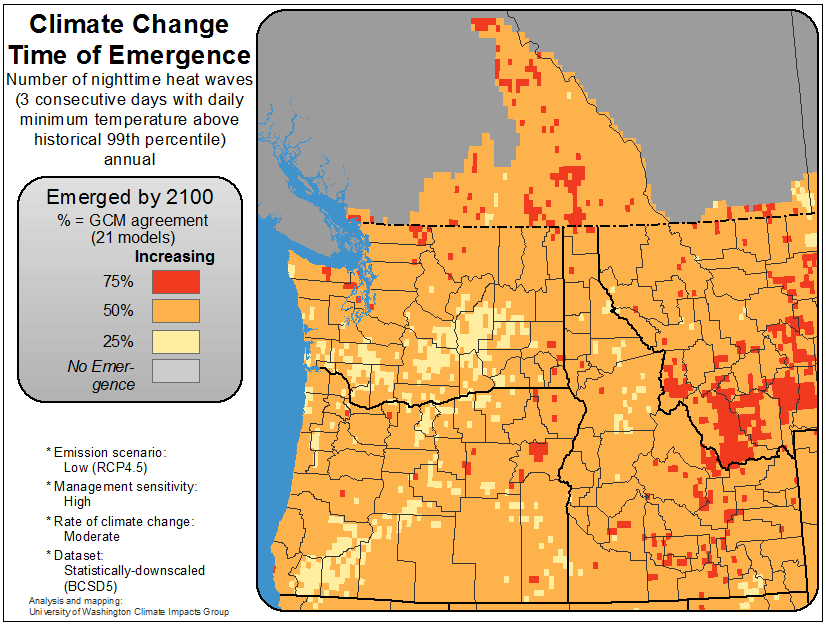 Climate Change
Time of Emergence
Number of nighttime heat waves
(3 consecutive days with daily
minimum temperature above
historical 99th percentile)
annual
Emerged by 2100
% = GCM agreement
(21 models)
Increasing
75%
50%
25%
No Emer-
gence
* Emission scenario:
Low (RCP4.5)
* Management sensitivity:
High
* Rate of climate change:
Moderate
* Dataset:
Statistically-downscaled
(BCSD5)
Analysis and mapping:
University of Washington Climate Impacts Group